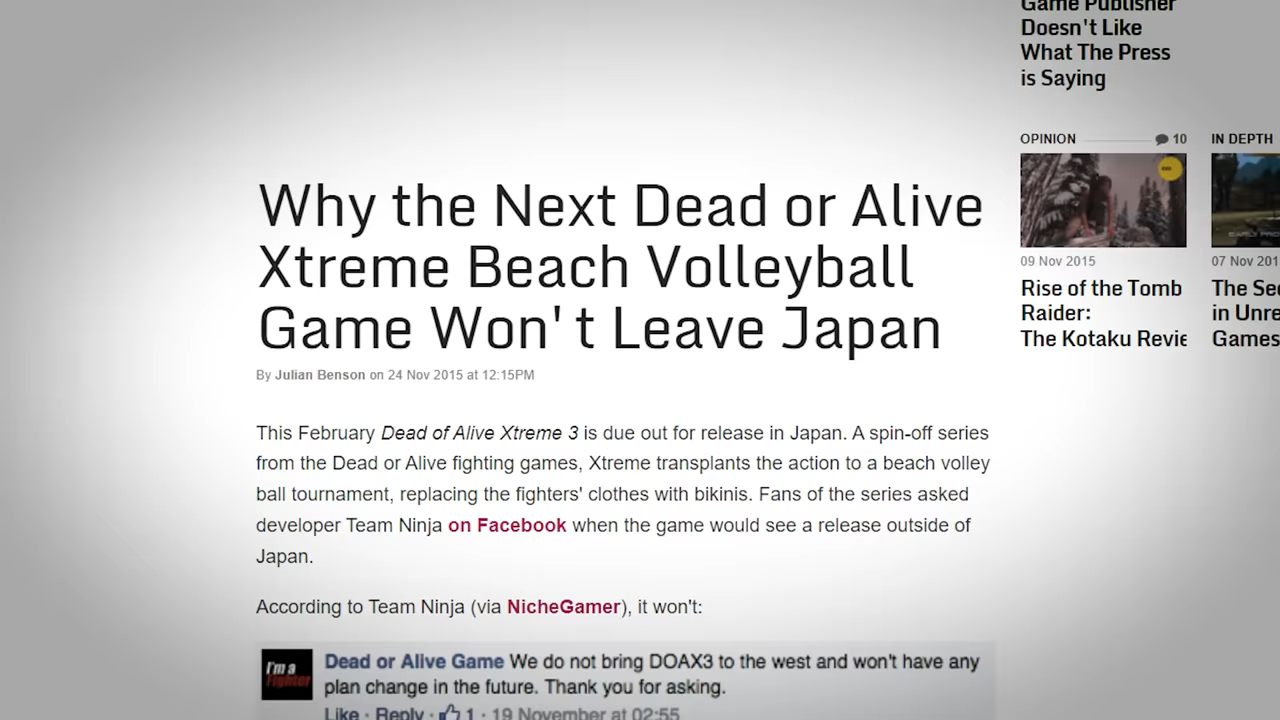 Game Publisher
Doesn't Like
What The Press
is Saying
OPINION
10
IN DEPTH
Why the Next Dead or Alive
Xtreme Beach Volleyball
Game Won't Leave Japan
By Julian Benson on 24 Nov 2015 at 12:15PM
09 Nov 2015
Rise of the Tomb
Raider:
The Kotaku
07 Nov
The
in
Games
This February Dead of Alive Xtreme 3 is due out for release in Japan. A spin-off series
from the Dead or Alive fighting games, Xtreme transplants the action to a beach volley
ball tournament, replacing the fighters' clothes with bikinis. Fans of the series asked
developer Team Ninja on Facebook when the game would see a release outside of
Japan.
According to Team Ninja (via NicheGamer), it won't:
I'm a
Fighter
Dead or Alive Game We do not bring DOAX3 to the west and won't have any
plan change in the future. Thank you for asking.
Like · Reply · 1 · 19 November at 02:55